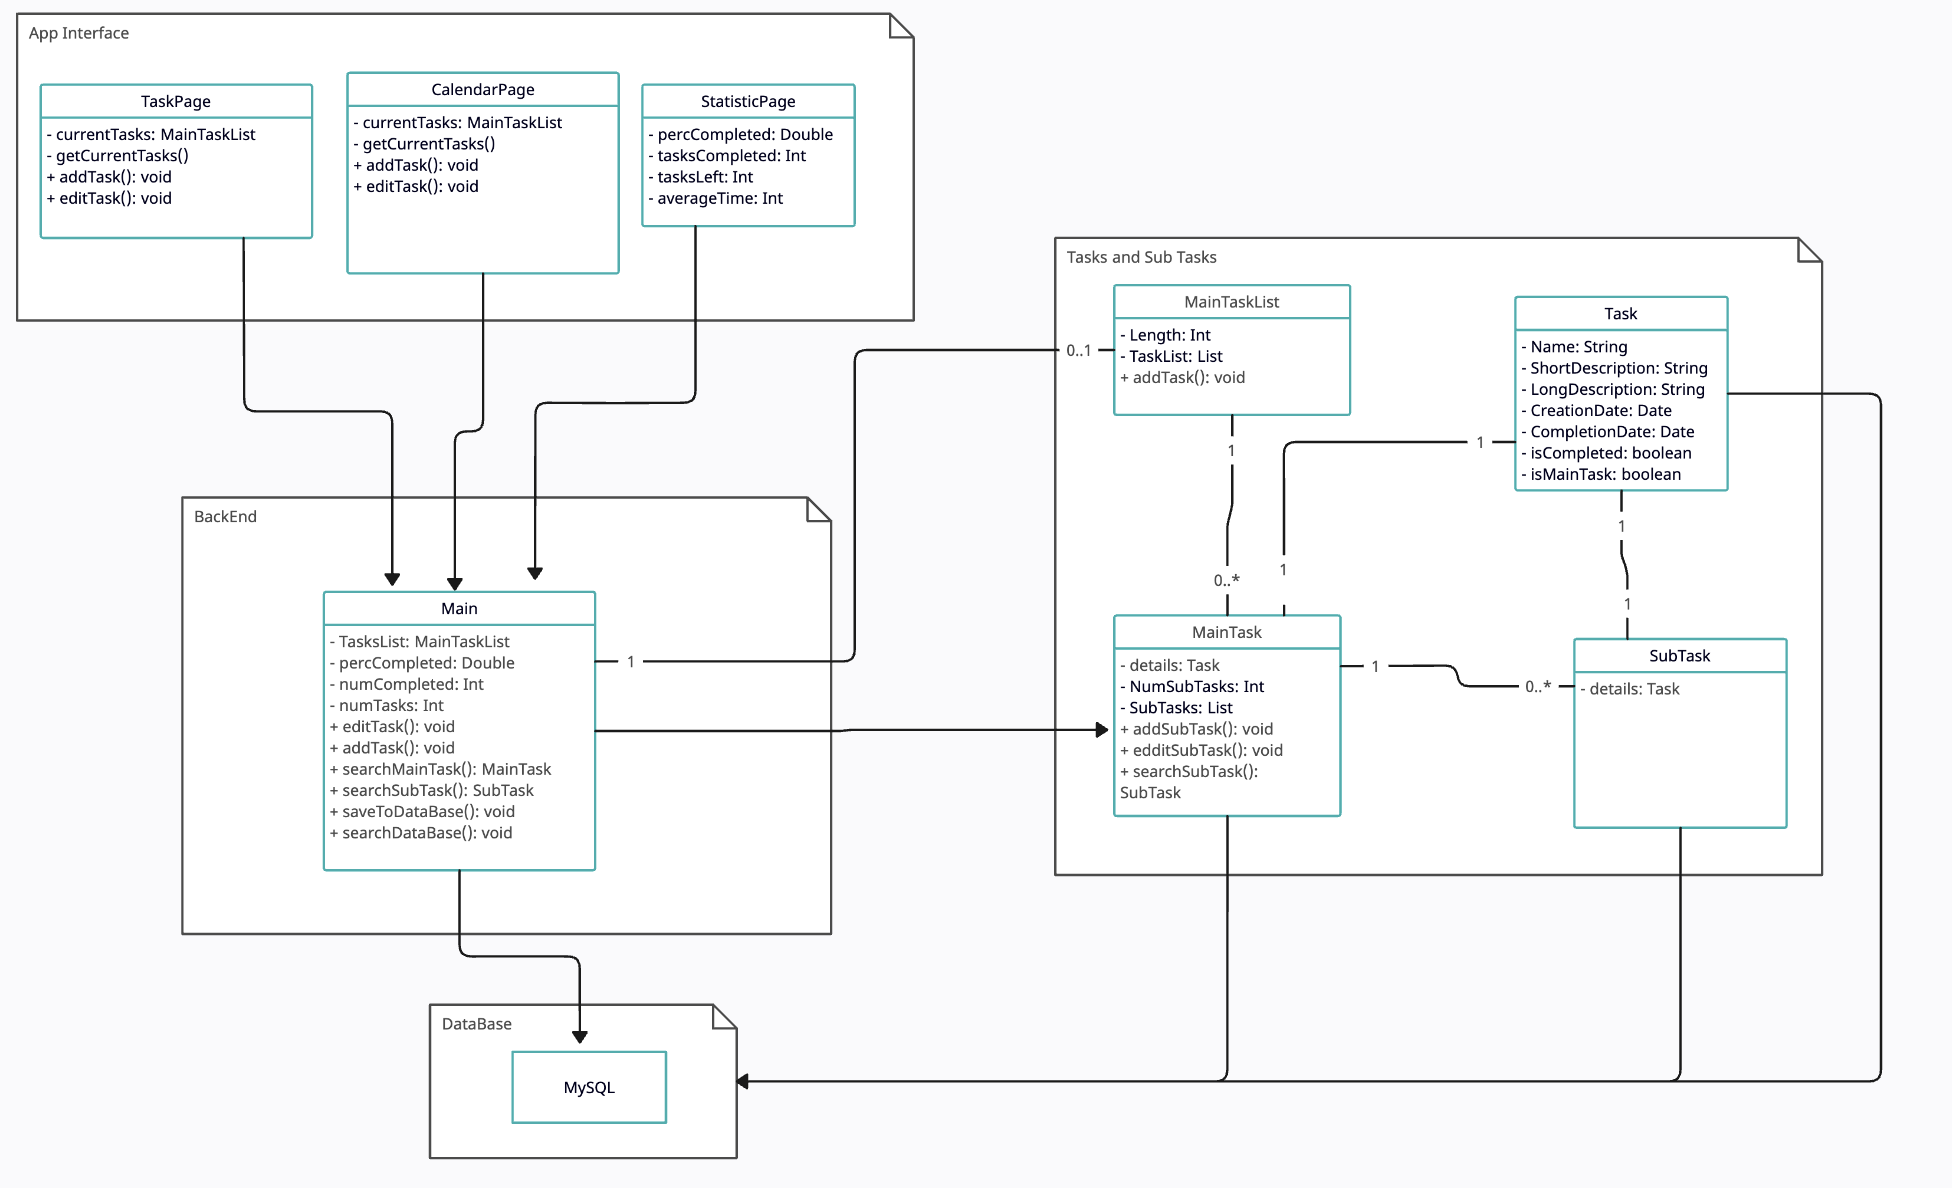 App Interface
TaskPage
- currentTasks: MainTaskList
- getCurrentTasks()
+ addTask(): void
+ editTask(): void
CalendarPage
- currentTasks: MainTaskList
- getCurrentTasks()
+ addTask(): void
+ editTask(): void
StatisticPage
- percCompleted: Double
- tasksCompleted: Int
- tasksLeft: Int
- averageTime: Int
Tasks and Sub Tasks
MainTaskList
- Length: Int
- TaskList: List
+ addTask(): void
Task
- Name: String
- ShortDescription: String
- LongDescription: String
- CreationDate: Date
- CompletionDate: Date
- isCompleted: boolean
- isMainTask: boolean
0..1
1
1
1
0..*
1
1
BackEnd
Main
- TasksList: MainTaskList
- percCompleted: Double
- numCompleted: Int
- numTasks: Int
+ editTask(): void
+ addTask(): void
+ searchMainTask(): MainTask
+ searchSubTask(): SubTask
+ saveToDataBase(): void
+ searchDataBase(): void
1
MainTask
- details: Task
- NumSubTasks: Int
- SubTasks: List
+ addSubTask(): void
+ edditSubTask(): void
+ searchSubTask():
SubTask
1
0..*
SubTask
- details: Task
DataBase
MySQL